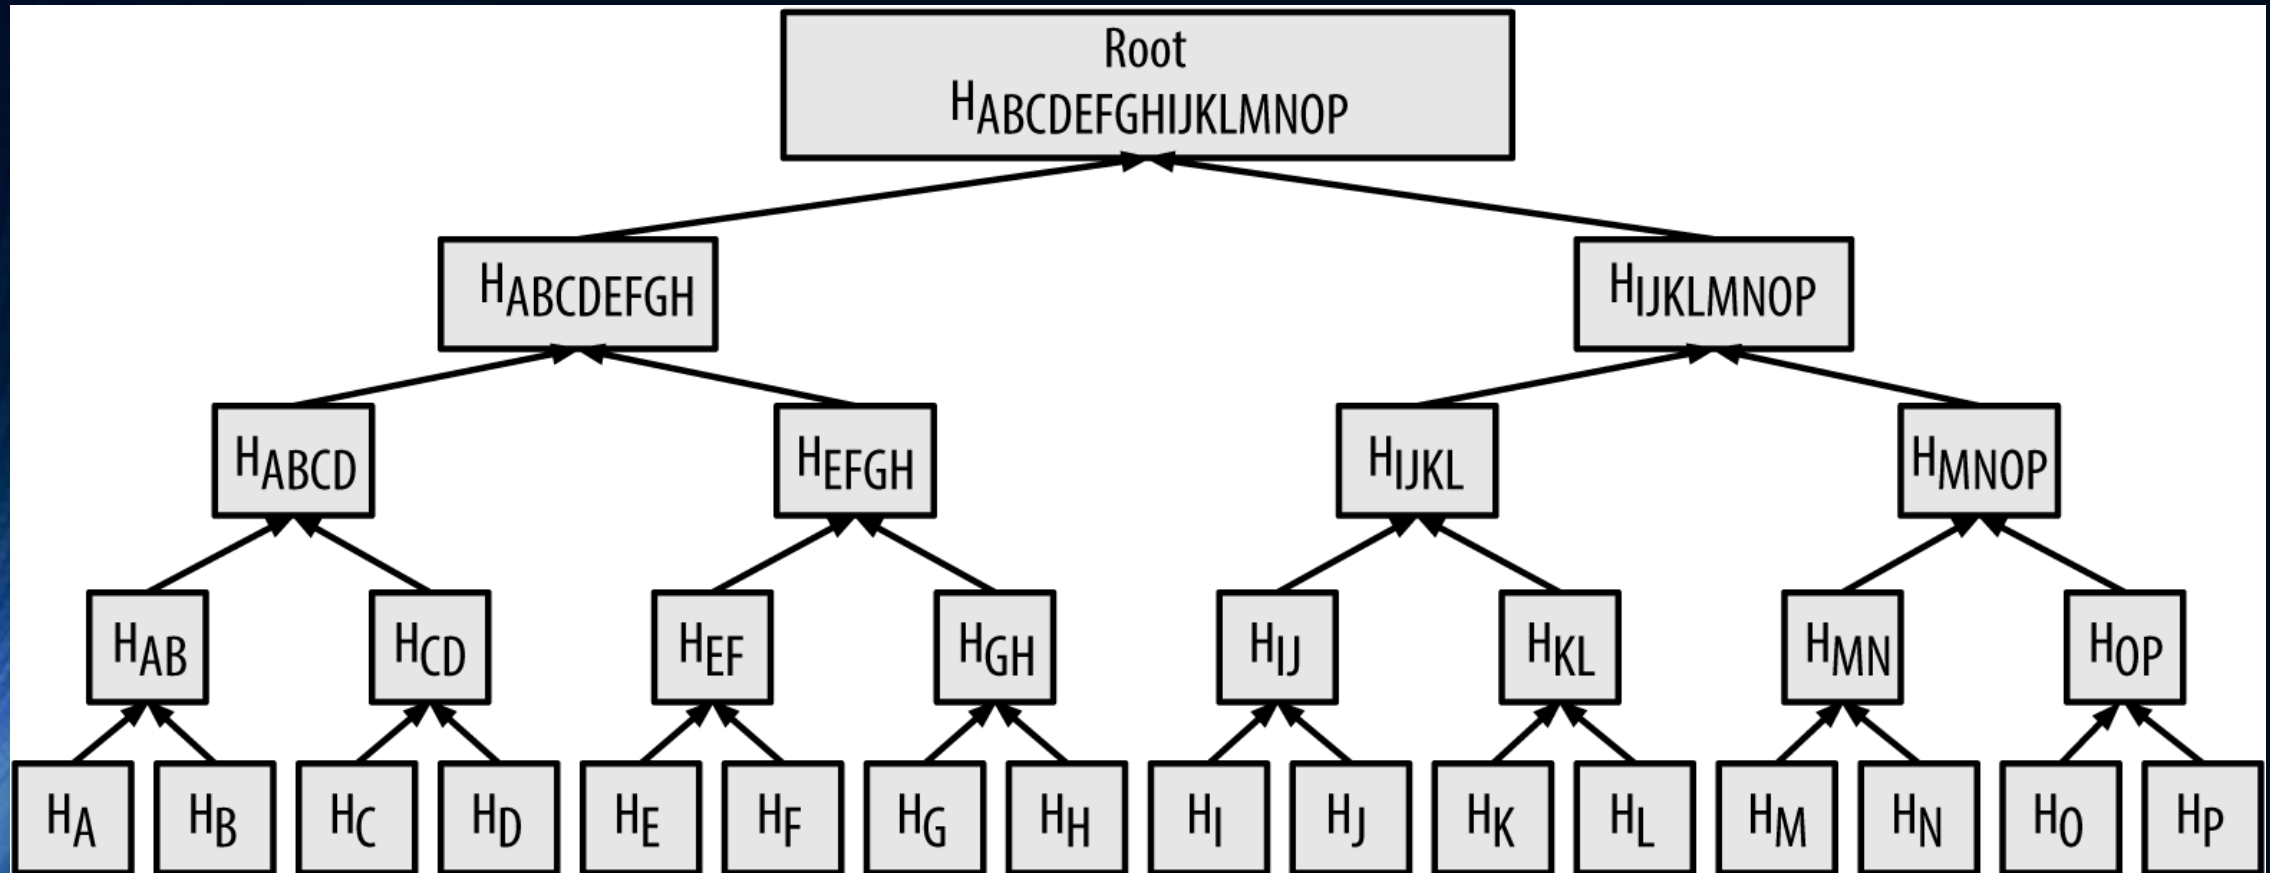 Root
HABCDEFGHIJKLMNOP
HABCDEFGH
HIJKLMNOP
HABCD
HEFGH
HIJKL
HMNOP
HAB
HCD
HEF
HGH
HIJ
HKL
HMN
HOP
HA
HB
HC
HD
HE
HF
HG
HH
HI
HJ
HK
HL
HM
HN
HO
HP